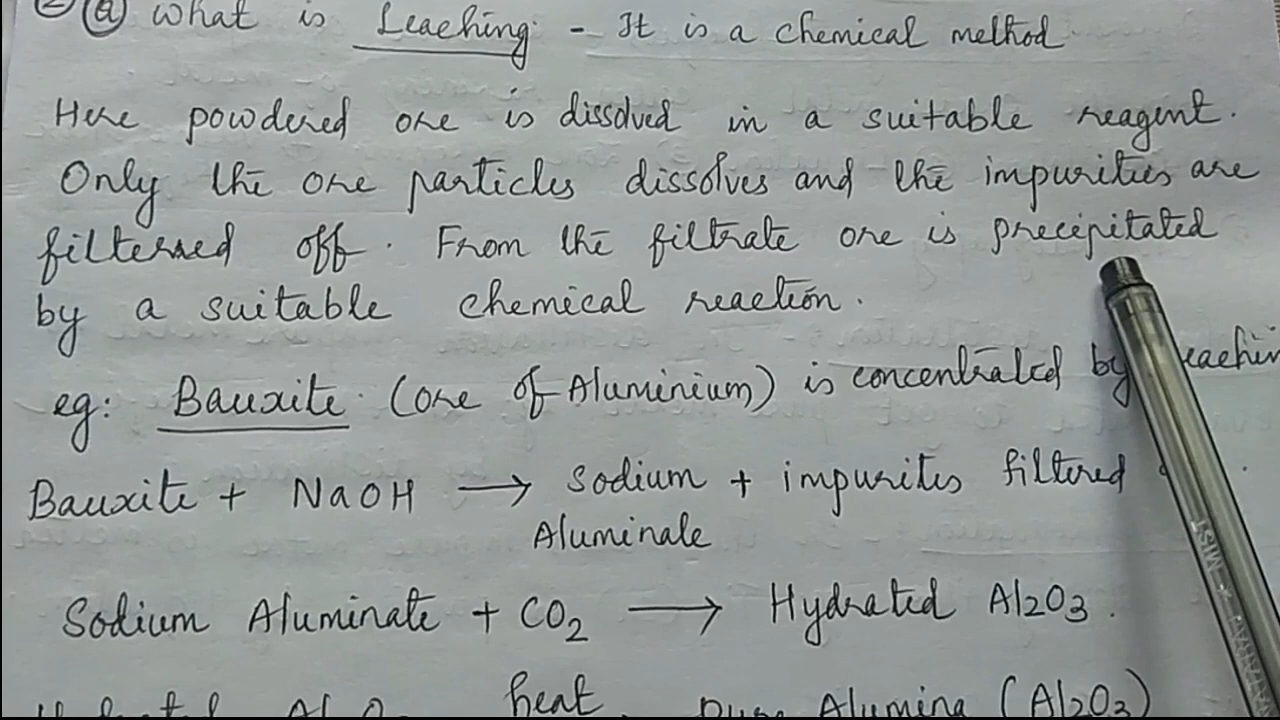 2 (a) What is Leaching - It is a chemical method
Here powdered ore is dissolved in a suitable reagent.
Only the ore particles dissolves and the impurities are
filtersed off. From the filtrate ore is precipitated
by a suitable chemical reaction.
eg: Bauxite (ore of Aluminium) is concentrated by
Bauxite + NaOH → Sodium + impurites filtered
Aluminate
Sodium Aluminate + CO2 → Hydrated Al2O3.
heat
Pure Alumina (Al2O3)